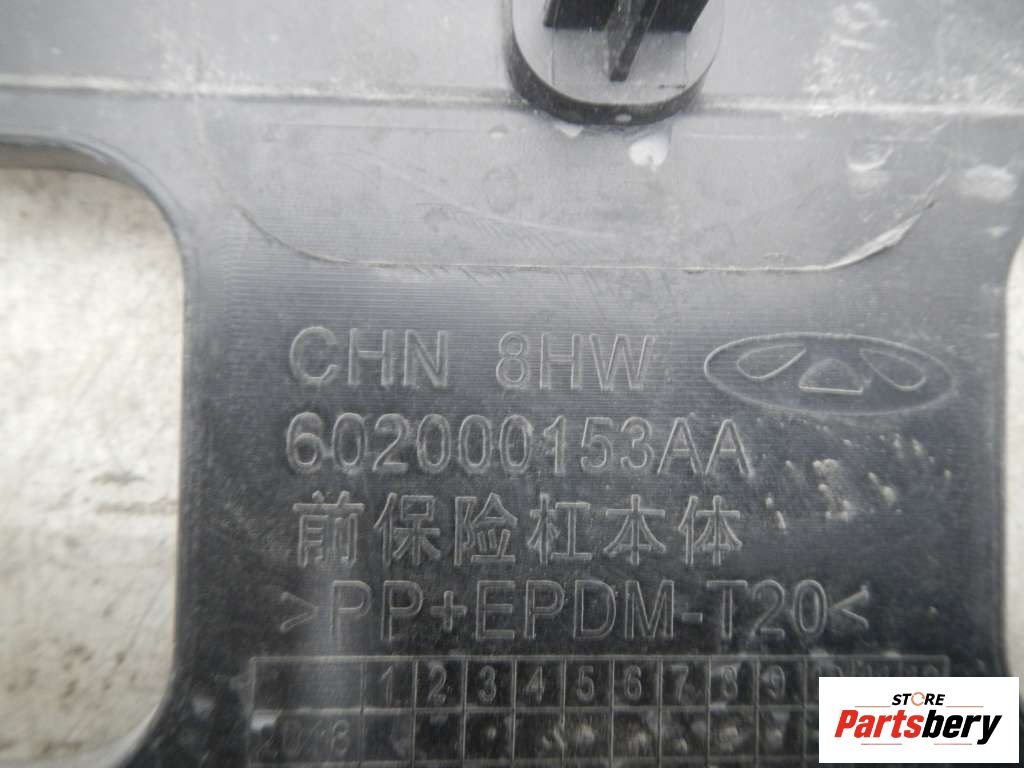 CHN 8HW
602000153AA
前保险杠本体
>PP+EPDM-T20<
1 2 3 4 5 6 7 8 9
STORE
Partsbery